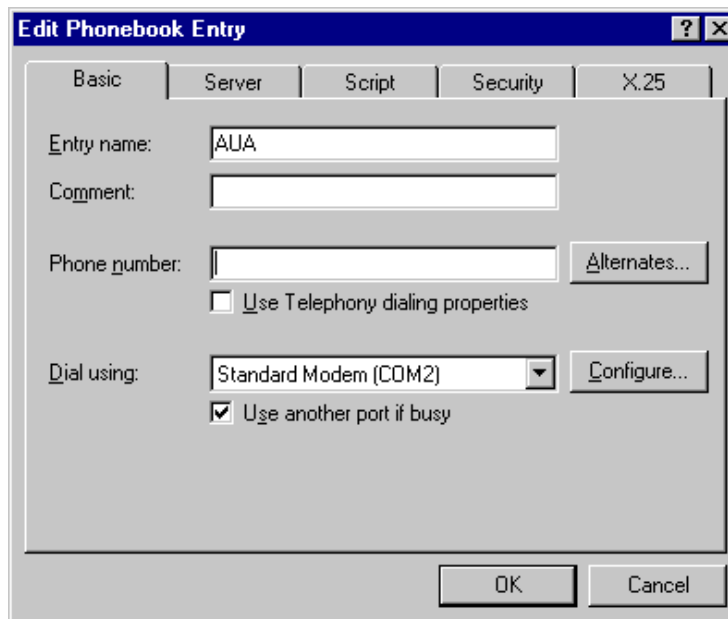 Edit Phonebook Entry
Basic Server Script Security X.25
Entry name: AUA
Comment:
Phone number: Alternates...
Use Telephony dialing properties
Dial using: Standard Modem (COM2) Configure...
Use another port if busy
OK Cancel